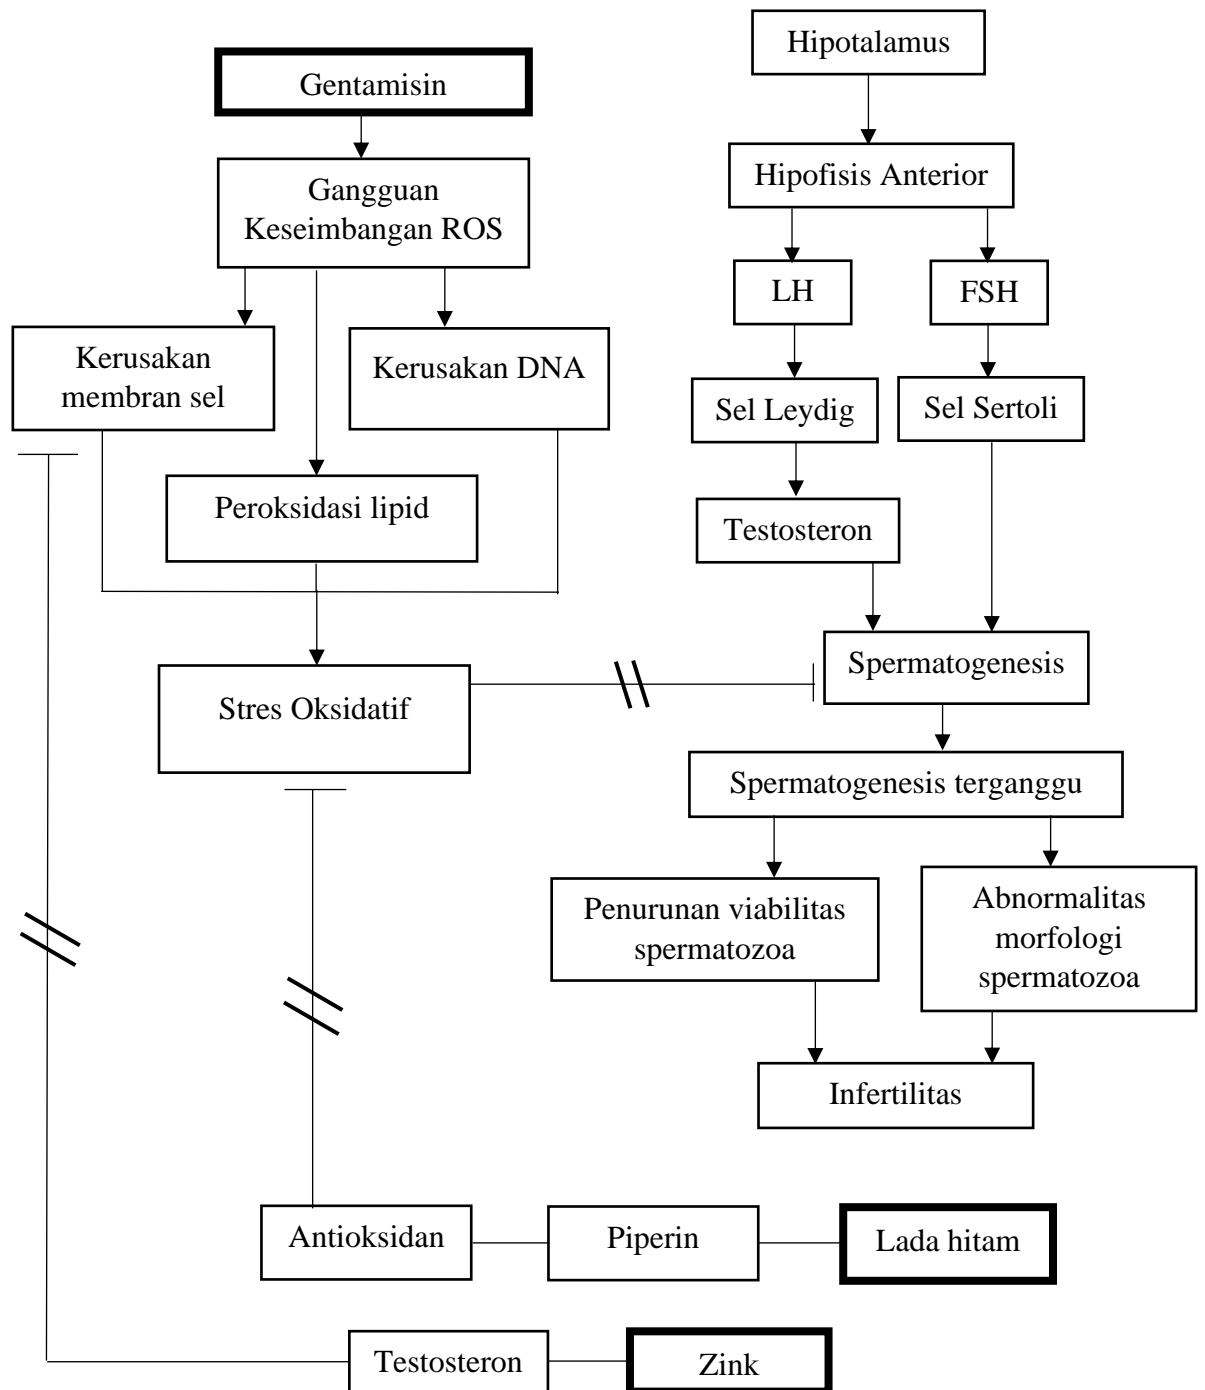 Hipotalamus
Gentamisin
Hipofisis Anterior
Gangguan
Keseimbangan ROS
LH
FSH
Kerusakan
membran sel
Kerusakan DNA
Sel Leydig
Sel Sertoli
Peroksidasi lipid
Testosteron
Spermatogenesis
Stres Oksidatif
Spermatogenesis terganggu
Penurunan viabilitas
spermatozoa
Abnormalitas
morfologi
spermatozoa
Infertilitas
Antioksidan
Piperin
Lada hitam
Testosteron
Zink